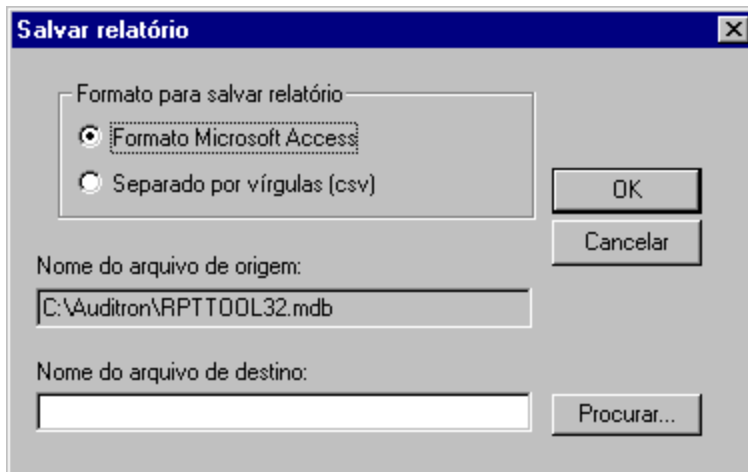 Salvar relatório
Formato para salvar relatório
Formato Microsoft Access
Separado por vírgulas (csv)
OK
Cancelar
Nome do arquivo de origem:
C:\Auditron\RPTTOOL32.mdb
Nome do arquivo de destino:
Procurar...